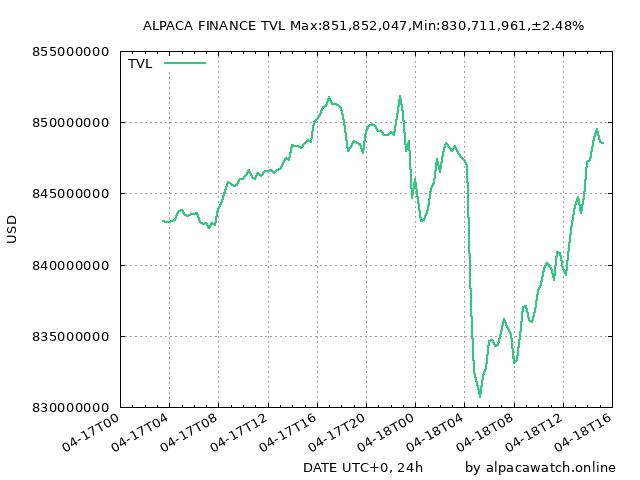 ALPACA FINANCE TVL Max:851,852,047,Min:830,711,961,±2.48%
855000000
TVL
850000000
845000000
USD
840000000
835000000
830000000
04-17T00 04-17T04 04-17T08 04-17T12 04-17T16 04-17T20 04-18T00 04-18T04 04-18T08 04-18T12 04-18T16
DATE UTC+0, 24h by alpacawatch.online